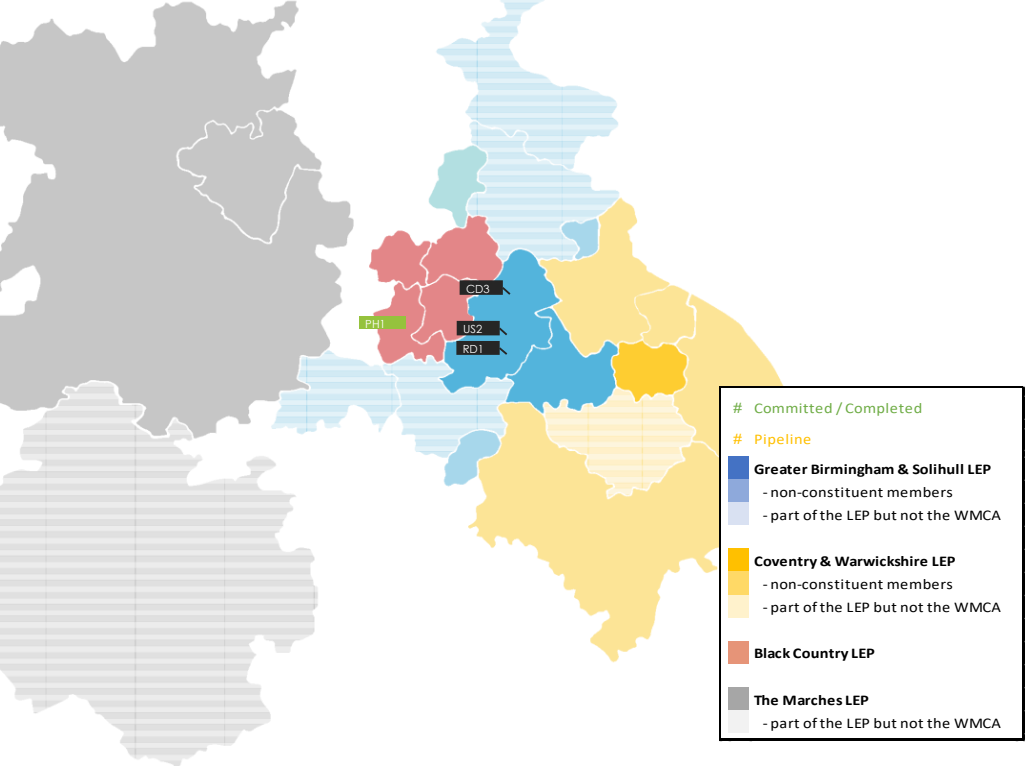 CD3
PH1
US2
RD1
# Committed / Completed
# Pipeline
Greater Birmingham & Solihull LEP
- non-constituent members
- part of the LEP but not the WMCA
Coventry & Warwickshire LEP
- non-constituent members
- part of the LEP but not the WMCA
Black Country LEP
The Marches LEP
- part of the LEP but not the WMCA